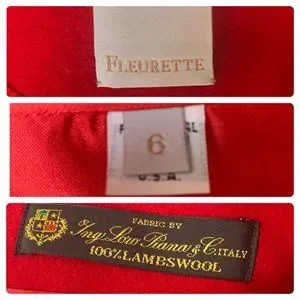 FLEURETTE
6
U.S.A.
FABRIC BY
Ing. Loro Piana & C. ITALY
100% LAMBSWOOL